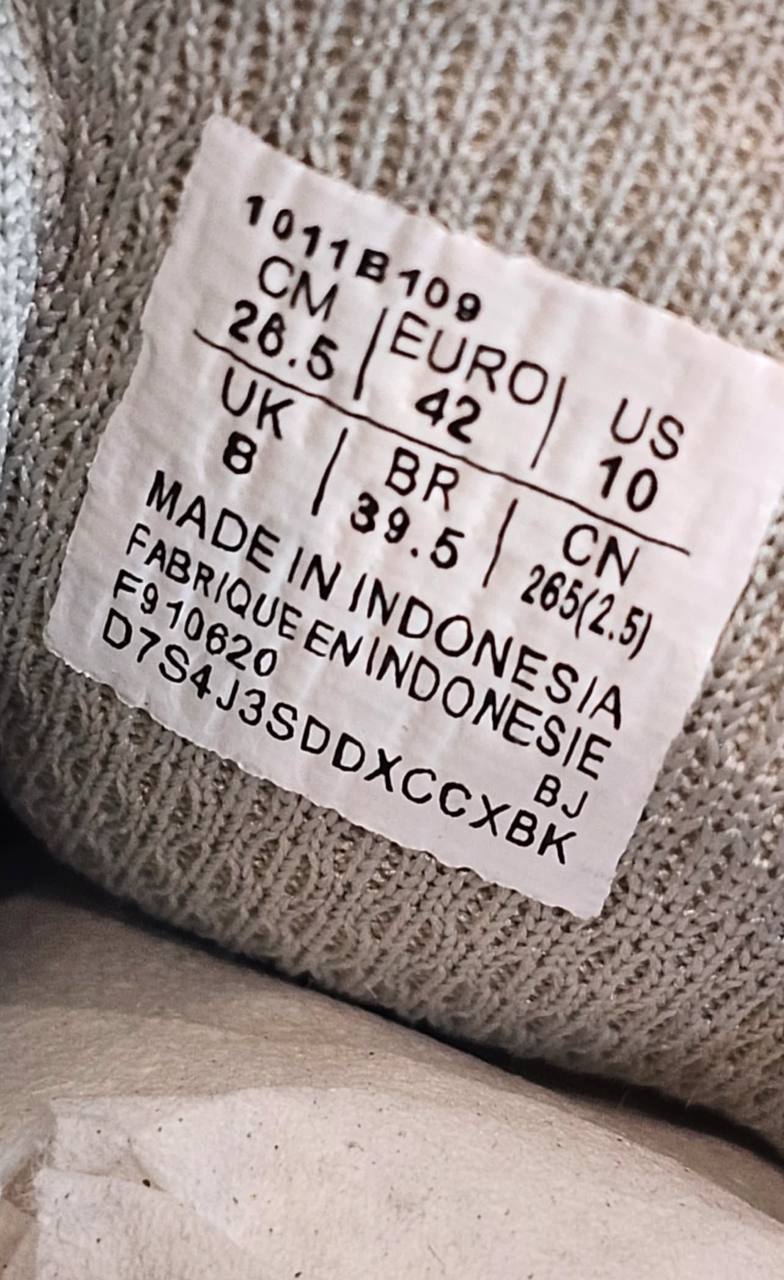 1011B109
CM | EURO | US
26.5 | 42 | 10
UK | BR | CN
8 | 39.5 | 265(2.5)
MADE IN INDONESIA
FABRIQUE EN INDONESIE
F910620 BJ
D7S4J3SDDXCCXBK